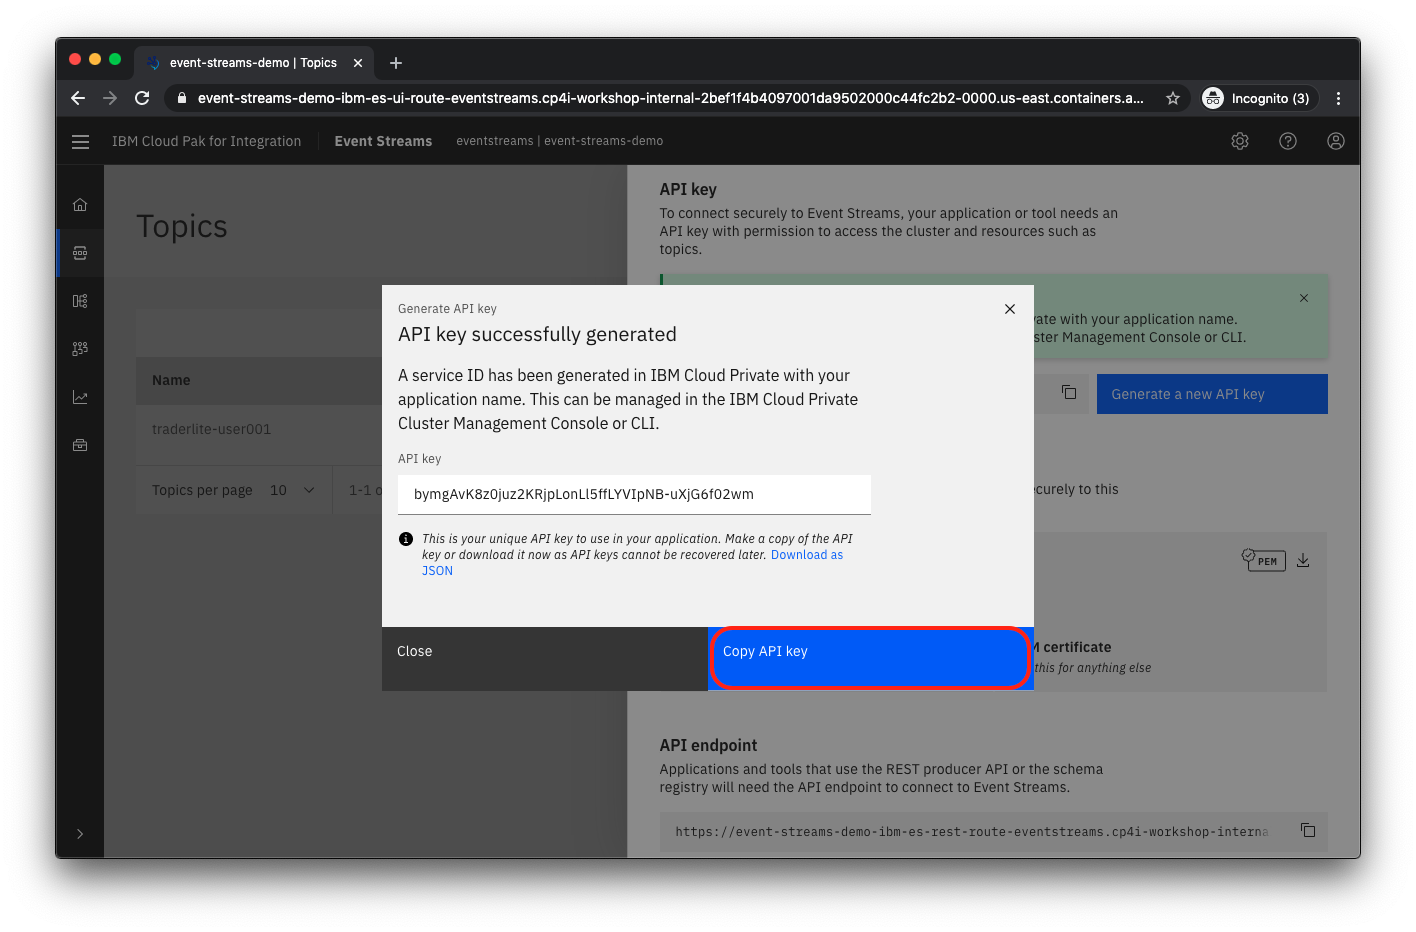 event-streams-demo | Topics
event-streams-demo-ibm-es-ui-route-eventstreams.cp4i-workshop-internal-2bef1f4b4097001da9502000c44fc2b2-0000.us-east.containers.a...
Incognito (3)
IBM Cloud Pak for Integration
Event Streams
eventstreams | event-streams-demo
Topics
Name
traderlite-user001
Topics per page 10
1-1
API key
To connect securely to Event Streams, your application or tool needs an
API key with permission to access the cluster and resources such as
topics.
vate with your application name.
ster Management Console or CLI.
Generate a new API key
ecurely to this
PEM
M certificate
this for anything else
API endpoint
Applications and tools that use the REST producer API or the schema
registry will need the API endpoint to connect to Event Streams.
https://event-streams-demo-ibm-es-rest-route-eventstreams.cp4i-workshop-interna
Generate API key
API key successfully generated
A service ID has been generated in IBM Cloud Private with your
application name. This can be managed in the IBM Cloud Private
Cluster Management Console or CLI.
API key
bymgAvK8z0juz2KRjpLonLl5ffLYVIpNB-uXjG6f02wm
This is your unique API key to use in your application. Make a copy of the API
key or download it now as API keys cannot be recovered later. Download as
JSON
Close
Copy API key